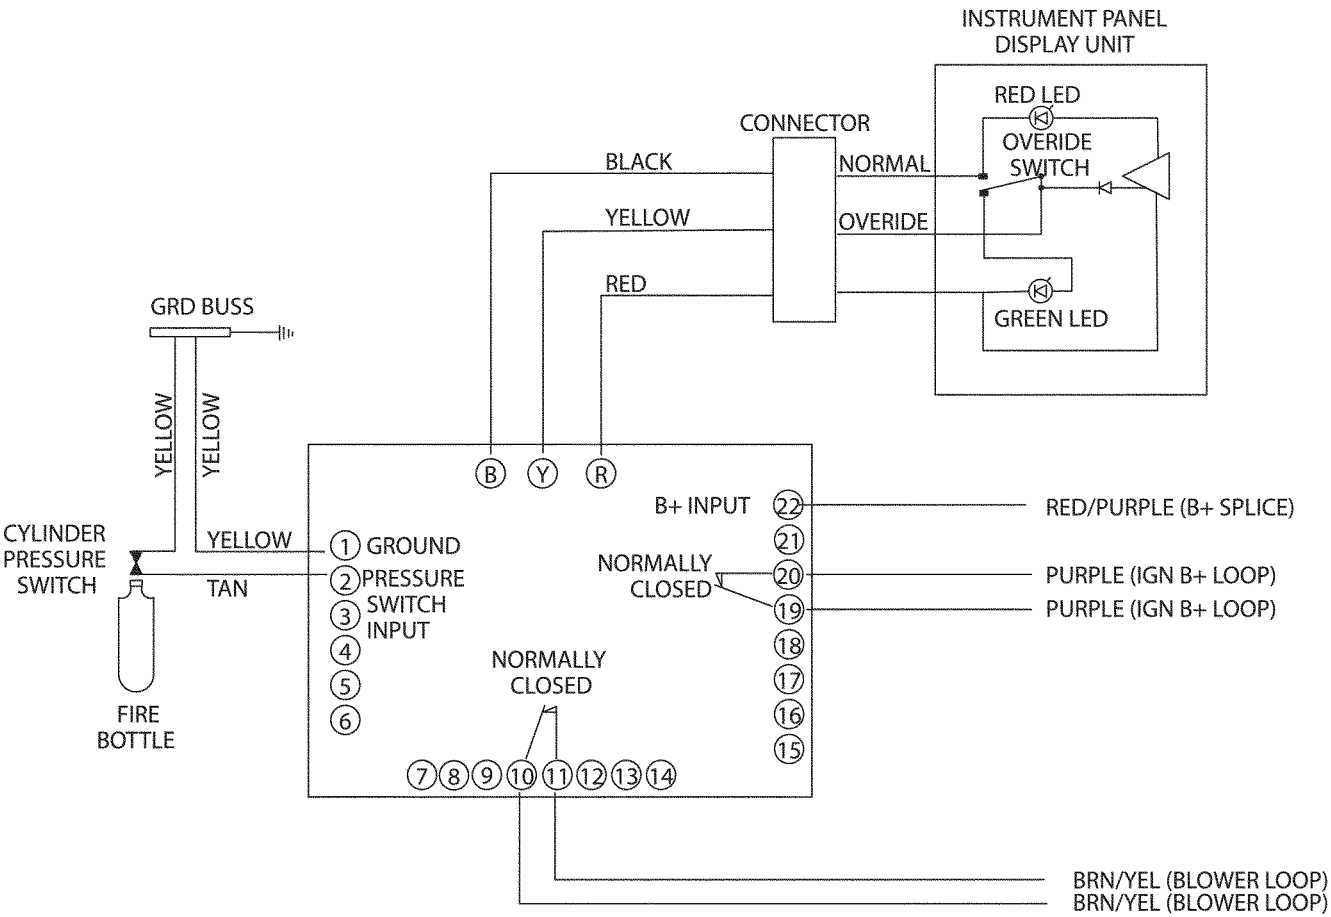 INSTRUMENT PANEL
DISPLAY UNIT
RED LED
CONNECTOR
OVERIDE
SWITCH
BLACK
NORMAL
YELLOW
OVERIDE
RED
GREEN LED
GRD BUSS
YELLOW
YELLOW
B
Y
R
CYLINDER
PRESSURE
SWITCH
YELLOW
TAN
FIRE
BOTTLE
1 GROUND
2 PRESSURE
SWITCH
3 INPUT
4
5
6
B+ INPUT 22 RED/PURPLE (B+ SPLICE)
21
NORMALLY
CLOSED
20 PURPLE (IGN B+ LOOP)
19 PURPLE (IGN B+ LOOP)
18
17
16
15
NORMALLY
CLOSED
7 8 9 10 11 12 13 14
BRN/YEL (BLOWER LOOP)
BRN/YEL (BLOWER LOOP)